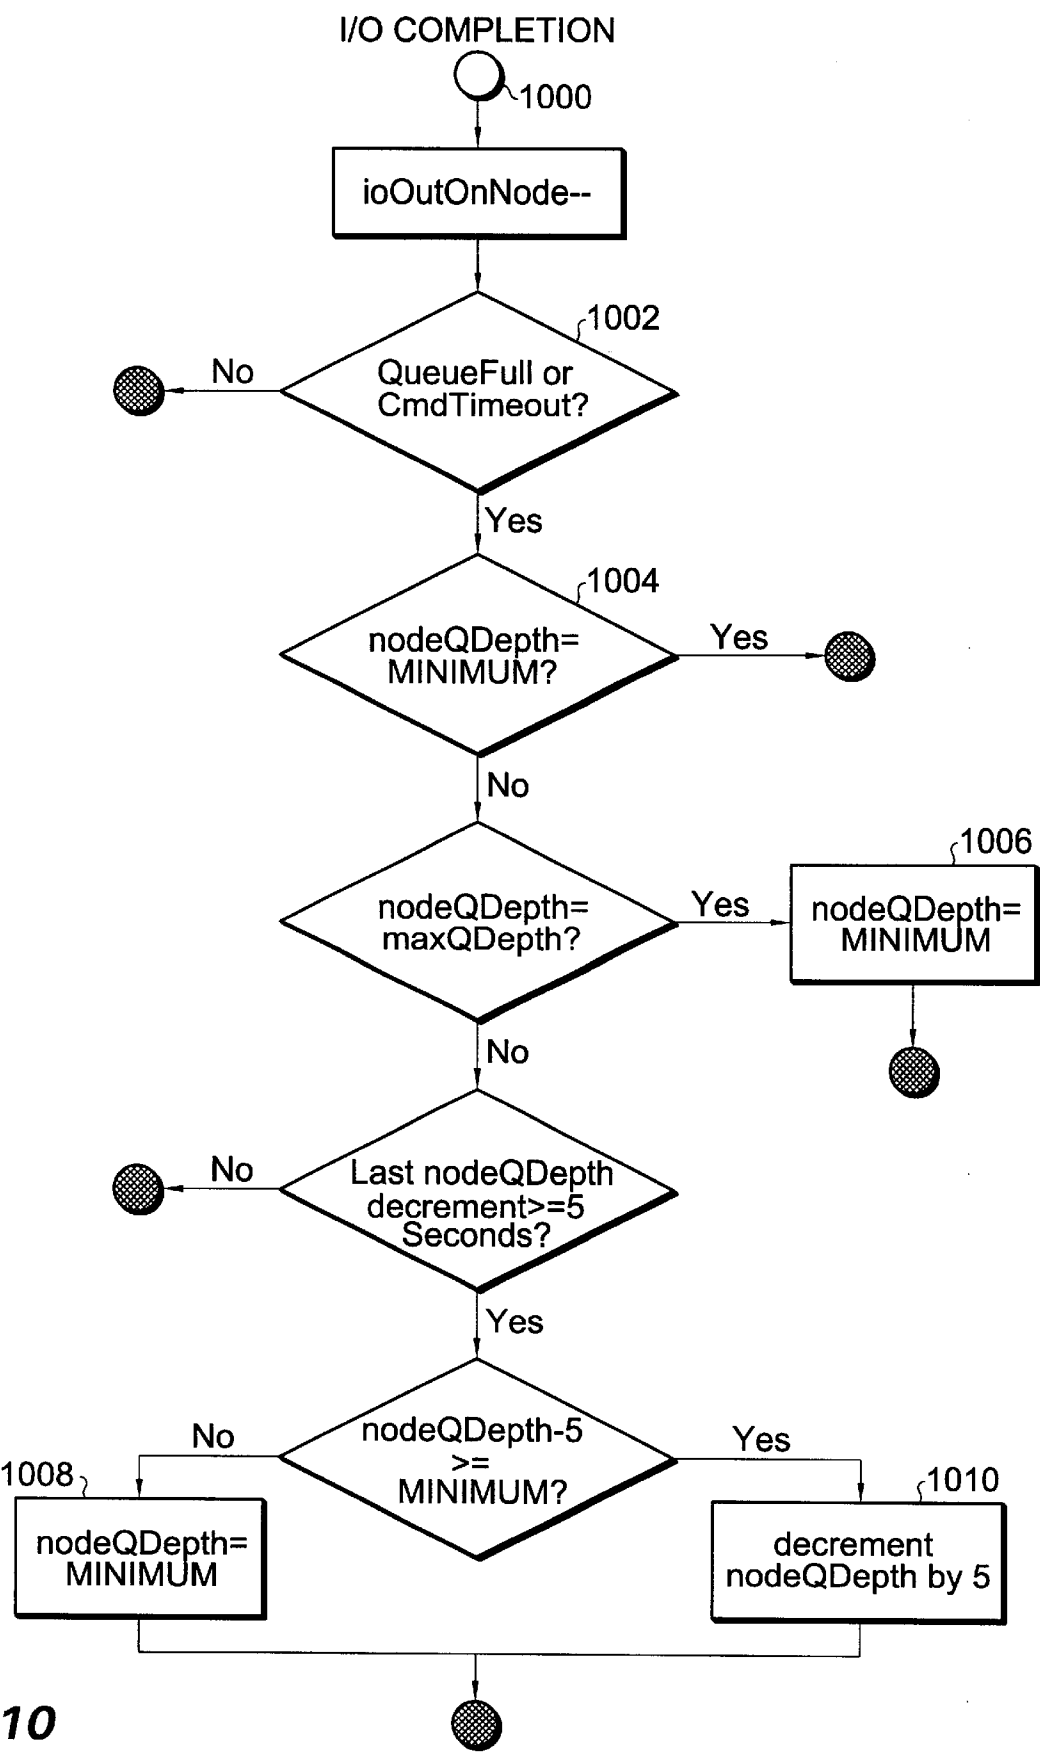 I/O COMPLETION
1000
ioOutOnNode--
1002
QueueFull or
CmdTimeout?
No
Yes
1004
nodeQDepth=
MINIMUM?
Yes
No
1006
nodeQDepth=
maxQDepth?
Yes
nodeQDepth=
MINIMUM
No
Last nodeQDepth
decrement>=5
Seconds?
No
Yes
nodeQDepth-5
>=
MINIMUM?
No
Yes
1008
nodeQDepth=
MINIMUM
1010
decrement
nodeQDepth by 5
10